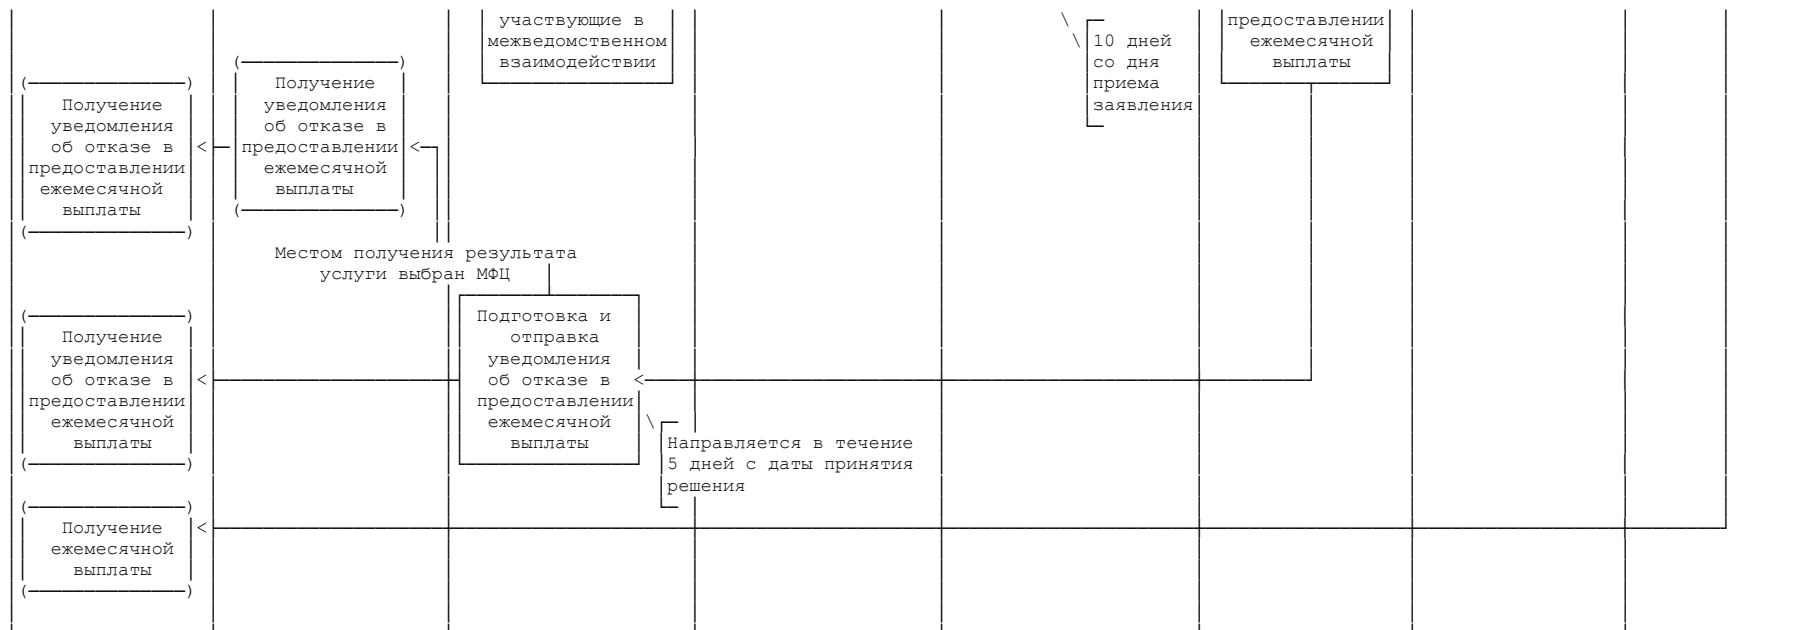 участвующие в
межведомственном
взаимодействии
10 дней
со дня
приема
заявления
предоставлении
ежемесячной
выплаты
Получение
уведомления
об отказе в
предоставлении
ежемесячной
выплаты
Получение
уведомления
об отказе в
предоставлении
ежемесячной
выплаты
Местом получения результата
услуги выбран МФЦ
Получение
уведомления
об отказе в
предоставлении
ежемесячной
выплаты
Подготовка и
отправка
уведомления
об отказе в
предоставлении
ежемесячной
выплаты
Направляется в течение
5 дней с даты принятия
решения
Получение
ежемесячной
выплаты